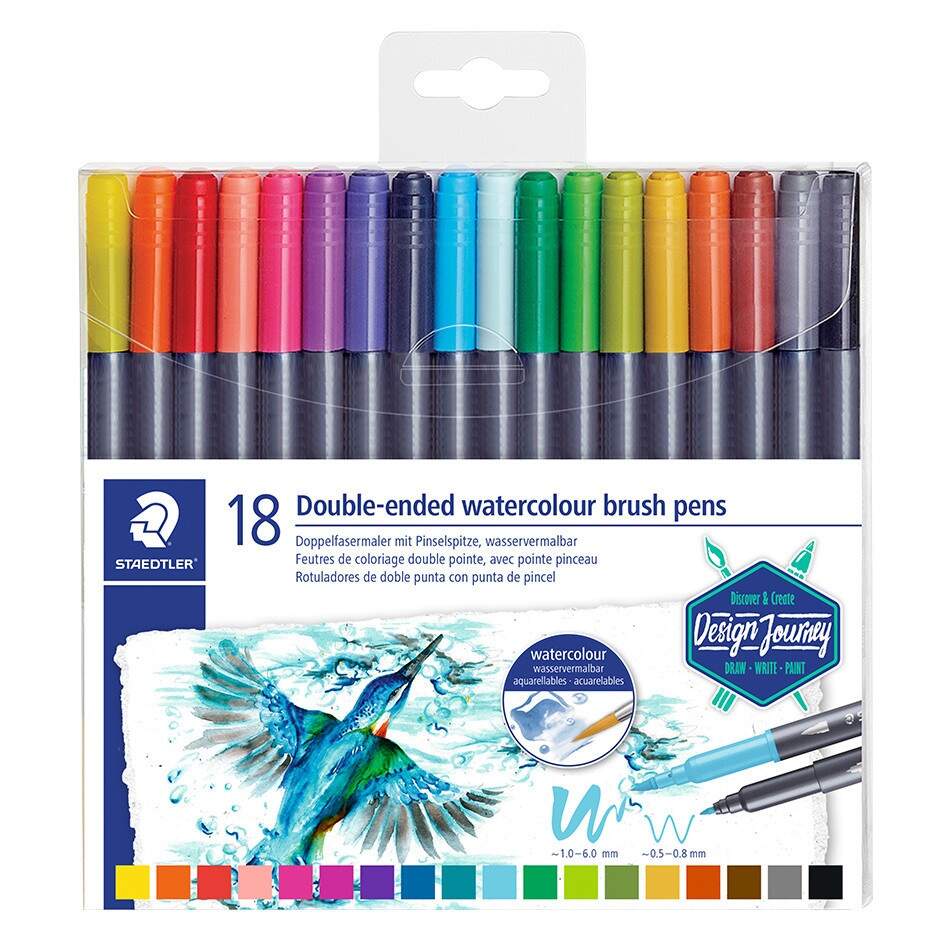 STAEDTLER
18 Double-ended watercolour brush pens
Doppelfasermaler mit Pinselspitze, wasservermalbar
Feutres de coloriage double pointe, avec pointe pinceau
Rotuladores de doble punta con punta de pincel
Discover & Create
Design Journey
DRAW · WRITE · PAINT
watercolour
wasservermalbar
aquarellables · acuarelables
~1.0–6.0 mm
~0.5–0.8 mm